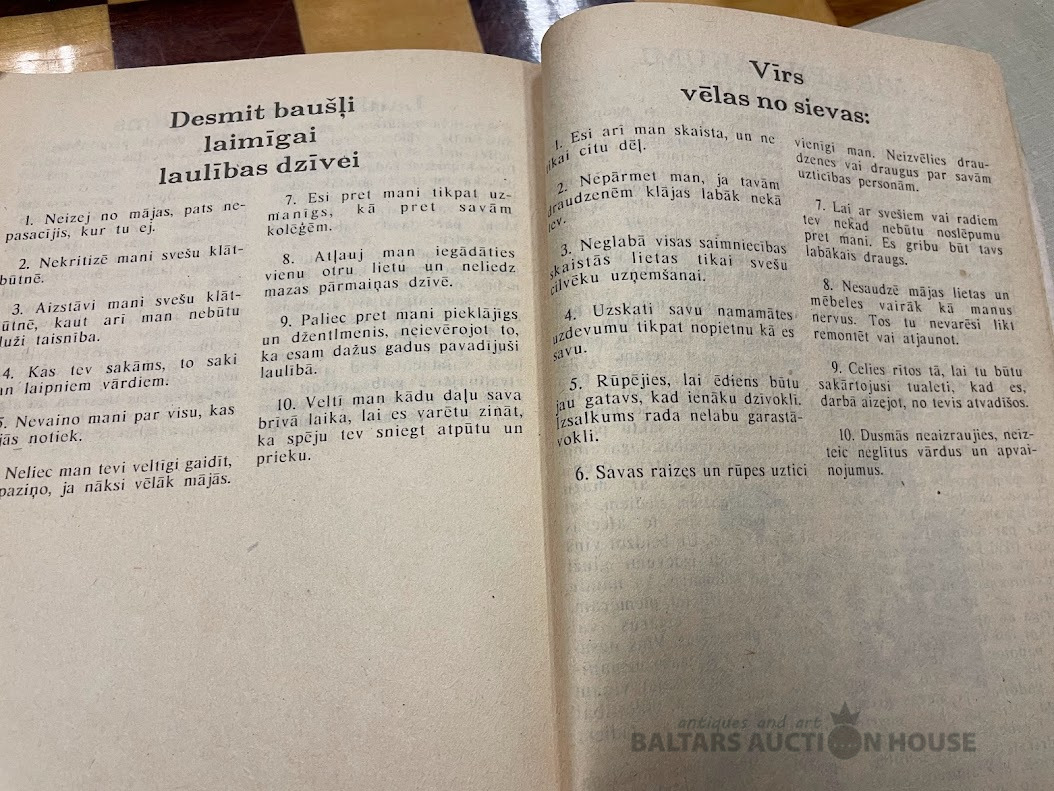 Desmit baušļi
laimīgai
laulības dzīvei
1. Neizej no mājas, pats ne-
pasacījis, kur tu ej.
2. Nekritizē mani svešu klāt-
būtnē.
3. Aizstāvi mani svešu klāt-
būtnē, kaut arī man nebūtu
taisnība.
4. Kas tev sakāms, to saki
laipniem vārdiem.
5. Nevaino mani par visu, kas
notiek.
Neliec man tevi veltīgi gaidīt,
paziņo, ja nāksi vēlāk mājās.
7. Esi pret mani tikpat uz-
manīgs, kā pret savām
kolēģēm.
8. Atļauj man iegādāties
vienu otru lietu un neliedz
mazas pārmaiņas dzīvē.
9. Paliec pret mani pieklājīgs
un džentlmenis, neievērojot to,
ka esam dažus gadus pavadījuši
laulībā.
10. Veltī man kādu daļu sava
brīvā laika, lai es varētu zināt,
ka spēju tev sniegt atpūtu un
prieku.
Vīrs
vēlas no sievas:
1. Esi arī man skaista, un ne
tikai citu dēļ.
2. Nepārmet man, ja tavām
draudzenēm klājas labāk nekā
tev.
3. Neglabā visas saimniecības
skaistās lietas tikai svešu
cilvēku uzņemšanai.
4. Uzskati savu namamātes
uzdevumu tikpat nopietnu kā es
savu.
5. Rūpējies, lai ēdiens būtu
jau gatavs, kad ienāku dzīvoklī.
Izsalkums rada nelabu garastā-
vokli.
6. Savas raizes un rūpes uztici
vienīgi man. Neizvēlies drau-
dzenes vai draugus par savām
uzticības personām.
7. Lai ar svešiem vai radiem
tev nekad nebūtu noslēpumu
pret mani. Es gribu būt tavs
labākais draugs.
8. Nesaudzē mājas lietas un
mēbeles vairāk kā manus
nervus. Tos tu nevarēsi likt
remontēt vai atjaunot.
9. Celies rītos tā, lai tu būtu
sakārtojusi tualeti, kad es,
darbā aizejot, no tevis atvadīšos.
10. Dusmās neaizraujies, neiz-
teic neglītus vārdus un apvai-
nojumus.
antiques and art
BALTARS AUCTION HOUSE